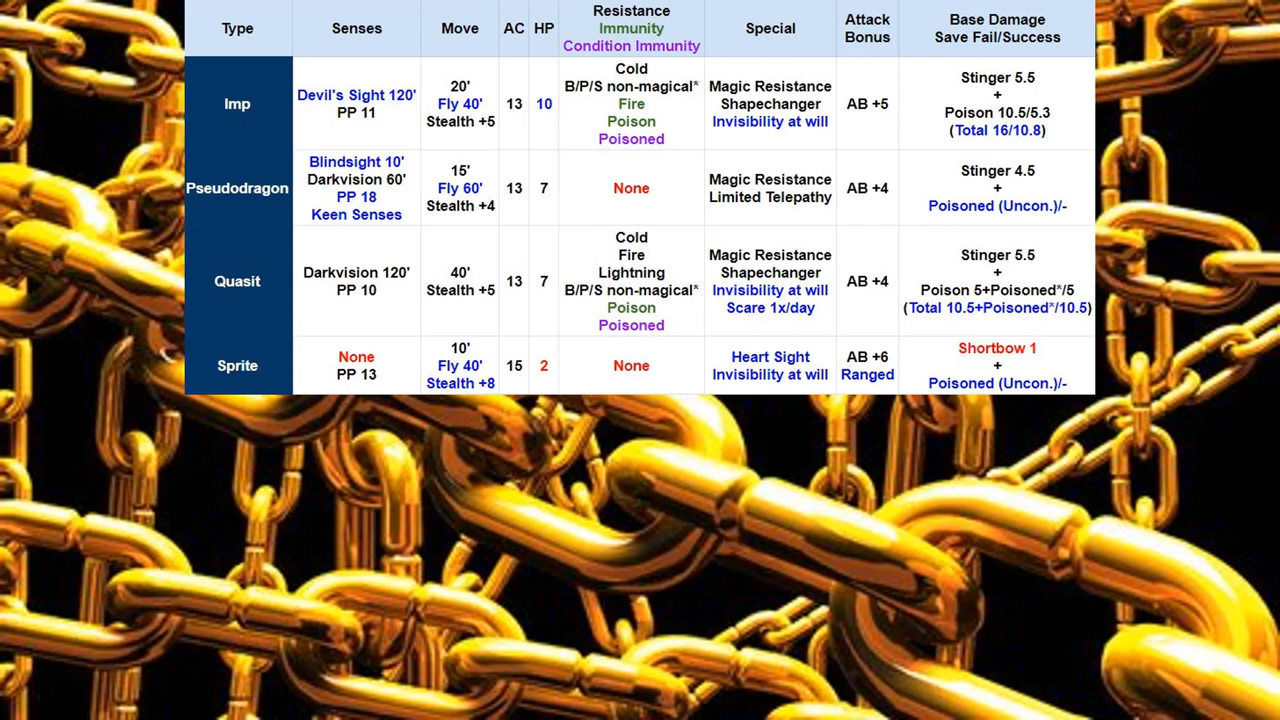 Type
Senses
Move
AC
HP
Resistance
Immunity
Condition Immunity
Special
Attack
Bonus
Base Damage
Save Fail/Success
Imp
Devil's Sight 120'
PP 11
20'
Fly 40'
Stealth +5
13
10
Cold
B/P/S non-magical*
Fire
Poison
Poisoned
Magic Resistance
Shapechanger
Invisibility at will
AB +5
Stinger 5.5
+
Poison 10.5/5.3
(Total 16/10.8)
Pseudodragon
Blindsight 10'
Darkvision 60'
PP 18
Keen Senses
15'
Fly 60'
Stealth +4
13
7
None
Magic Resistance
Limited Telepathy
AB +4
Stinger 4.5
+
Poisoned (Uncon.)/-
Quasit
Darkvision 120'
PP 10
40'
Stealth +5
13
7
Cold
Fire
Lightning
B/P/S non-magical*
Poison
Poisoned
Magic Resistance
Shapechanger
Invisibility at will
Scare 1x/day
AB +4
Stinger 5.5
+
Poison 5+Poisoned*/5
(Total 10.5+Poisoned*/10.5)
Sprite
None
PP 13
10'
Fly 40'
Stealth +8
15
2
None
Heart Sight
Invisibility at will
AB +6
Ranged
Shortbow 1
+
Poisoned (Uncon.)/-